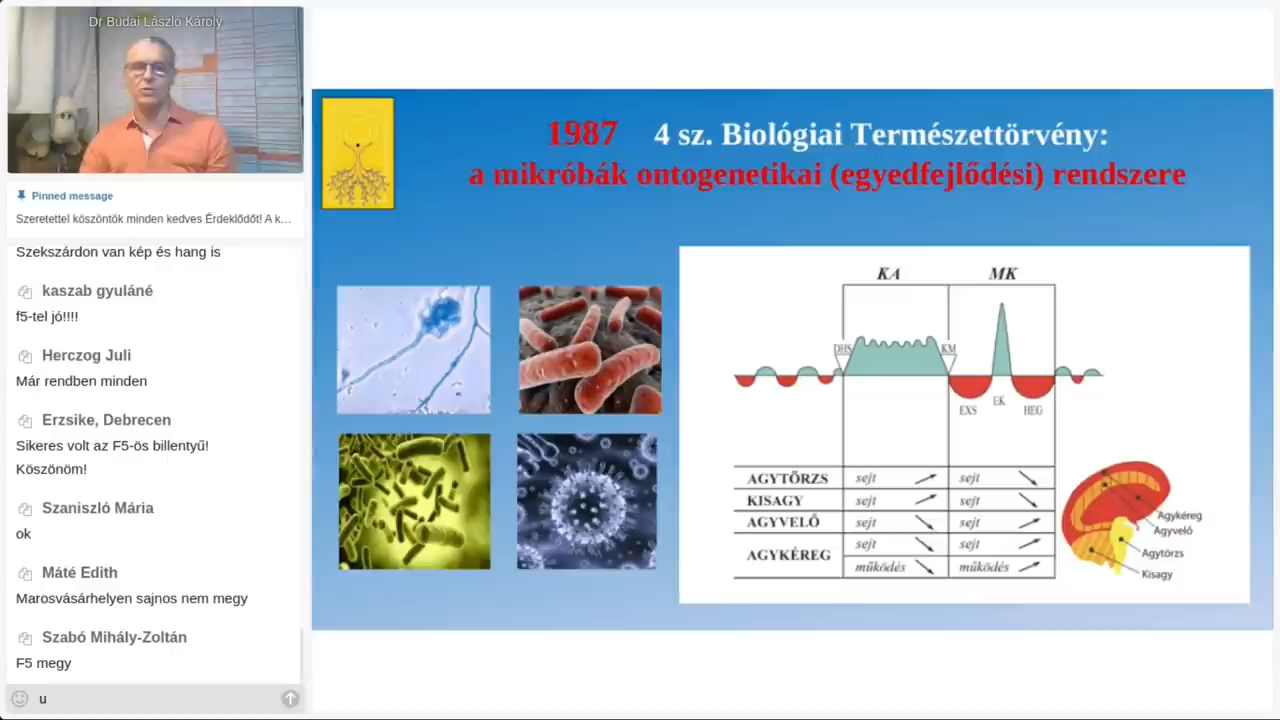 Dr Budai László Károly
Pinned message
Szeretettel köszöntök minden kedves Érdeklődőt! A k...
Szekszárdon van kép és hang is
kaszab gyuláné
f5-tel jó!!!!
Herczog Juli
Már rendben minden
Erzsike, Debrecen
Sikeres volt az F5-ös billentyű!
Köszönöm!
Szaniszló Mária
ok
Máté Edith
Marosvásárhelyen sajnos nem megy
Szabó Mihály-Zoltán
F5 megy
u
1987 4 sz. Biológiai Természettörvény:
a mikróbák ontogenetikai (egyedfejlődési) rendszere
KA MK
DHS KM
EXS EK HEG
AGYTŐRZS sejt sejt
KISAGY sejt sejt
AGYVELŐ sejt sejt
AGYKÉREG sejt sejt
működés működés
Agykéreg
Agyvelő
Agytörzs
Kisagy